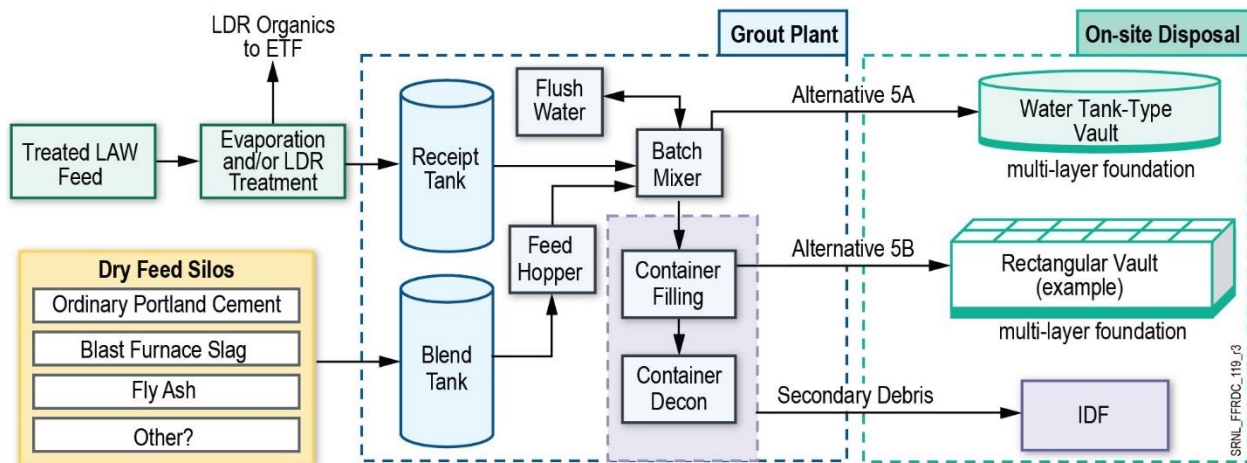 LDR Organics
to ETF
Grout Plant
On-site Disposal
Flush
Water
Alternative 5A
Water Tank-Type
Vault
multi-layer foundation
Treated LAW
Feed
Evaporation
and/or LDR
Treatment
Receipt
Tank
Batch
Mixer
Dry Feed Silos
Ordinary Portland Cement
Blast Furnace Slag
Fly Ash
Other?
Blend
Tank
Feed
Hopper
Container
Filling
Alternative 5B
Rectangular Vault
(example)
multi-layer foundation
Container
Decon
Secondary Debris
IDF
SRNL_FFRDC_119_r3